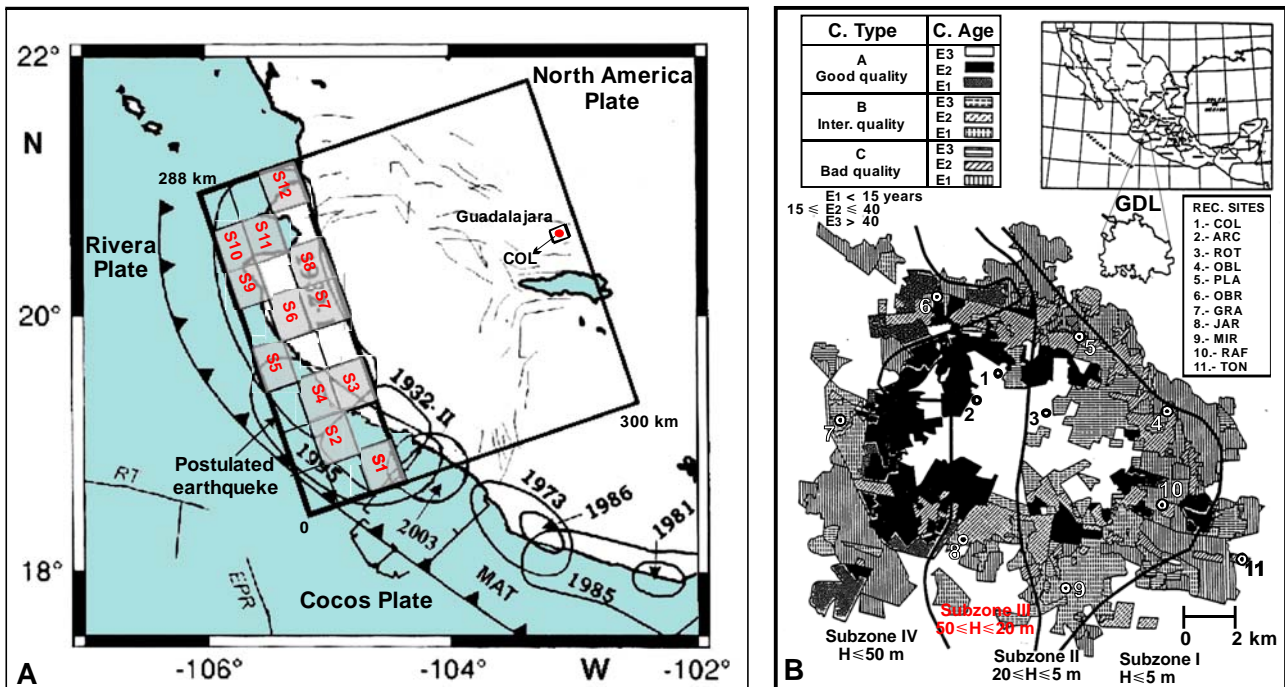 22°
20°
18°
N
-106°
-104°
W
-102°
A
North America
Plate
288 km
Rivera
Plate
Guadalajara
COL
300 km
0
S12
S11
S10
S9
S8
S7
S6
S5
S4
S3
S2
S1
Postulated
earthqueke
1932-II
1995
2003
1973
1986
1981
1985
RT
EPR
MAT
Cocos Plate
C. Type
C. Age
A
Good quality
E3
E2
E1
B
Inter. quality
E3
E2
E1
C
Bad quality
E3
E2
E1
E1 < 15 years
15 ≤ E2 ≤ 40
E3 > 40
GDL
REC. SITES
1.- COL
2.- ARC
3.- ROT
4.- OBL
5.- PLA
6.- OBR
7.- GRA
8.- JAR
9.- MIR
10.- RAF
11.- TON
6
5
1
2
3
4
7
10
8
11
9
Subzone III
50≤H≤20 m
Subzone IV
H≤50 m
Subzone II
20≤H≤5 m
Subzone I
H≤5 m
0 2 km
B